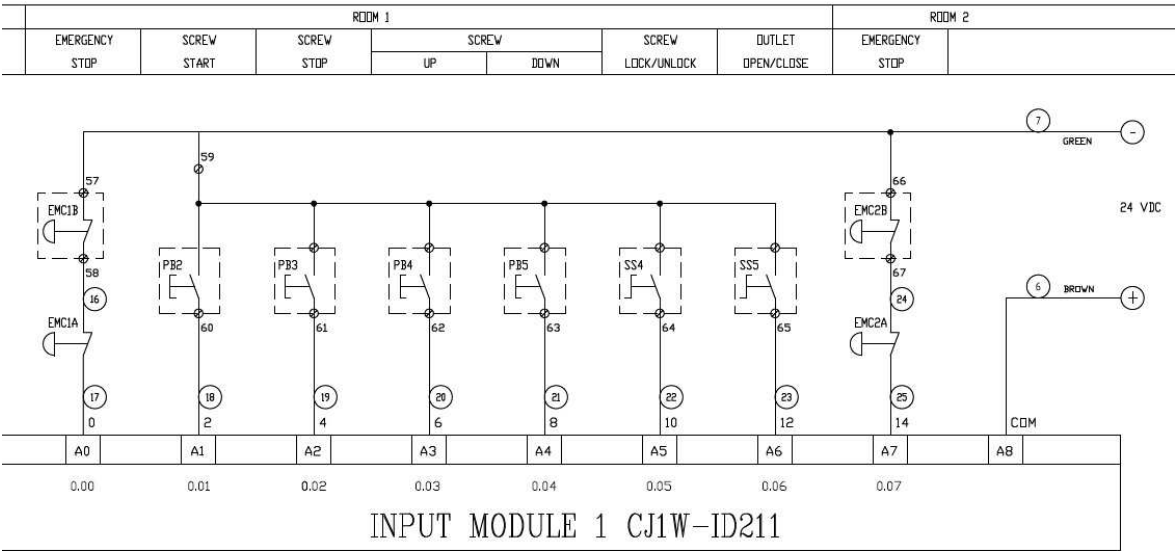 ROOM 1 ROOM 2
EMERGENCY SCREW SCREW SCREW SCREW OUTLET EMERGENCY
STOP START STOP UP DOWN LOCK/UNLOCK OPEN/CLOSE STOP
7
GREEN
-
59
57 66
EMC1B EMC2B
24 VDC
PB2 PB3 PB4 PB5 SS4 SS5
58 67
6 BROWN +
16 24
60 61 62 63 64 65
EMC1A EMC2A
17 18 19 20 21 22 23 25
0 2 4 6 8 10 12 14 COM
A0 A1 A2 A3 A4 A5 A6 A7 A8
0.00 0.01 0.02 0.03 0.04 0.05 0.06 0.07
INPUT MODULE 1 CJ1W-ID211